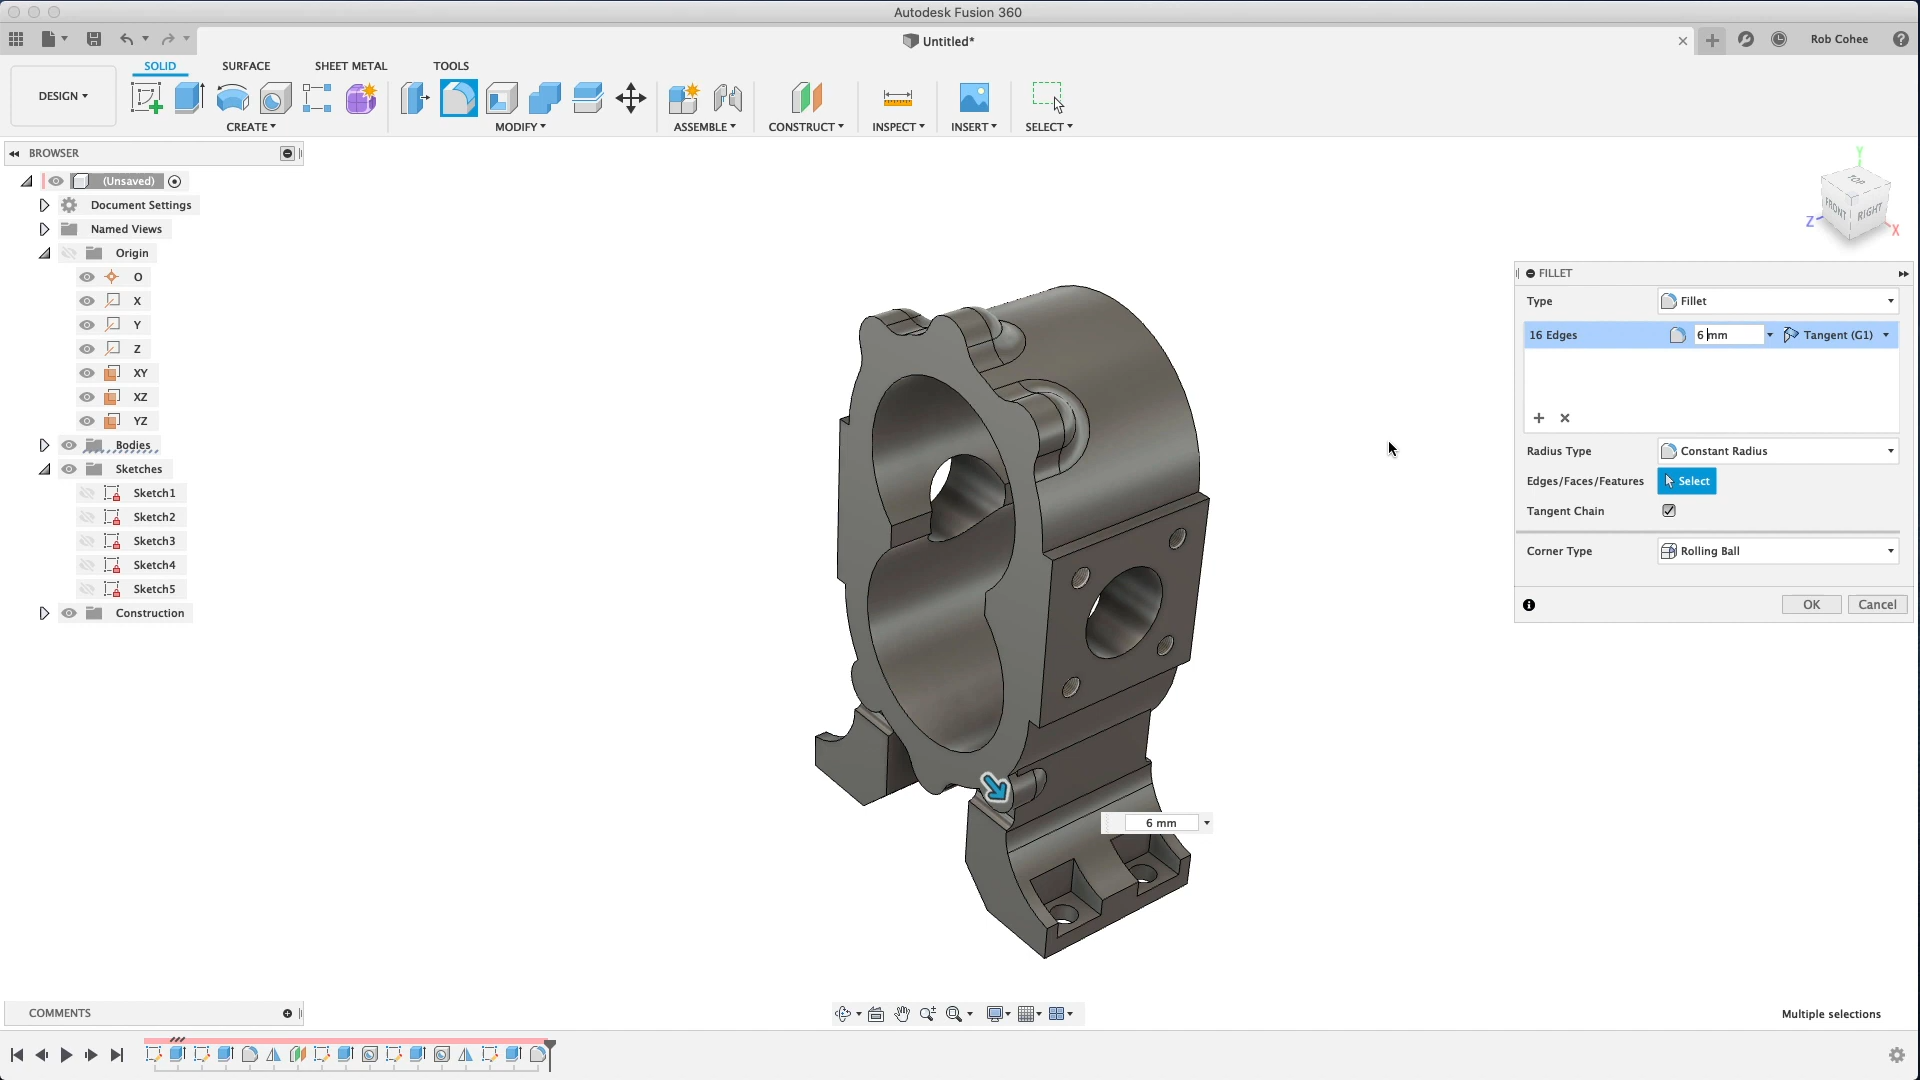 Autodesk Fusion 360
Untitled*
Rob Cohee
SOLID
SURFACE
SHEET METAL
TOOLS
DESIGN
CREATE
MODIFY
ASSEMBLE
CONSTRUCT
INSPECT
INSERT
SELECT
BROWSER
(Unsaved)
Document Settings
Named Views
Origin
O
X
Y
Z
XY
XZ
YZ
Bodies
Sketches
Sketch1
Sketch2
Sketch3
Sketch4
Sketch5
Construction
Y
TOP
FRONT
RIGHT
Z
X
FILLET
Type
Fillet
16 Edges
6 mm
Tangent (G1)
Radius Type
Constant Radius
Edges/Faces/Features
Select
Tangent Chain
Corner Type
Rolling Ball
OK
Cancel
6 mm
COMMENTS
Multiple selections